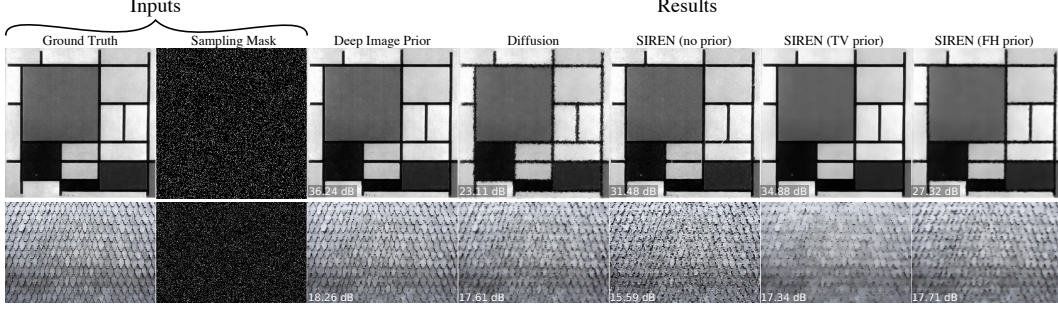 Inputs
Results
Ground Truth
Sampling Mask
Deep Image Prior
Diffusion
SIREN (no prior)
SIREN (TV prior)
SIREN (FH prior)
36.24 dB
23.11 dB
31.48 dB
34.88 dB
27.32 dB
18.26 dB
17.61 dB
15.59 dB
17.34 dB
17.71 dB